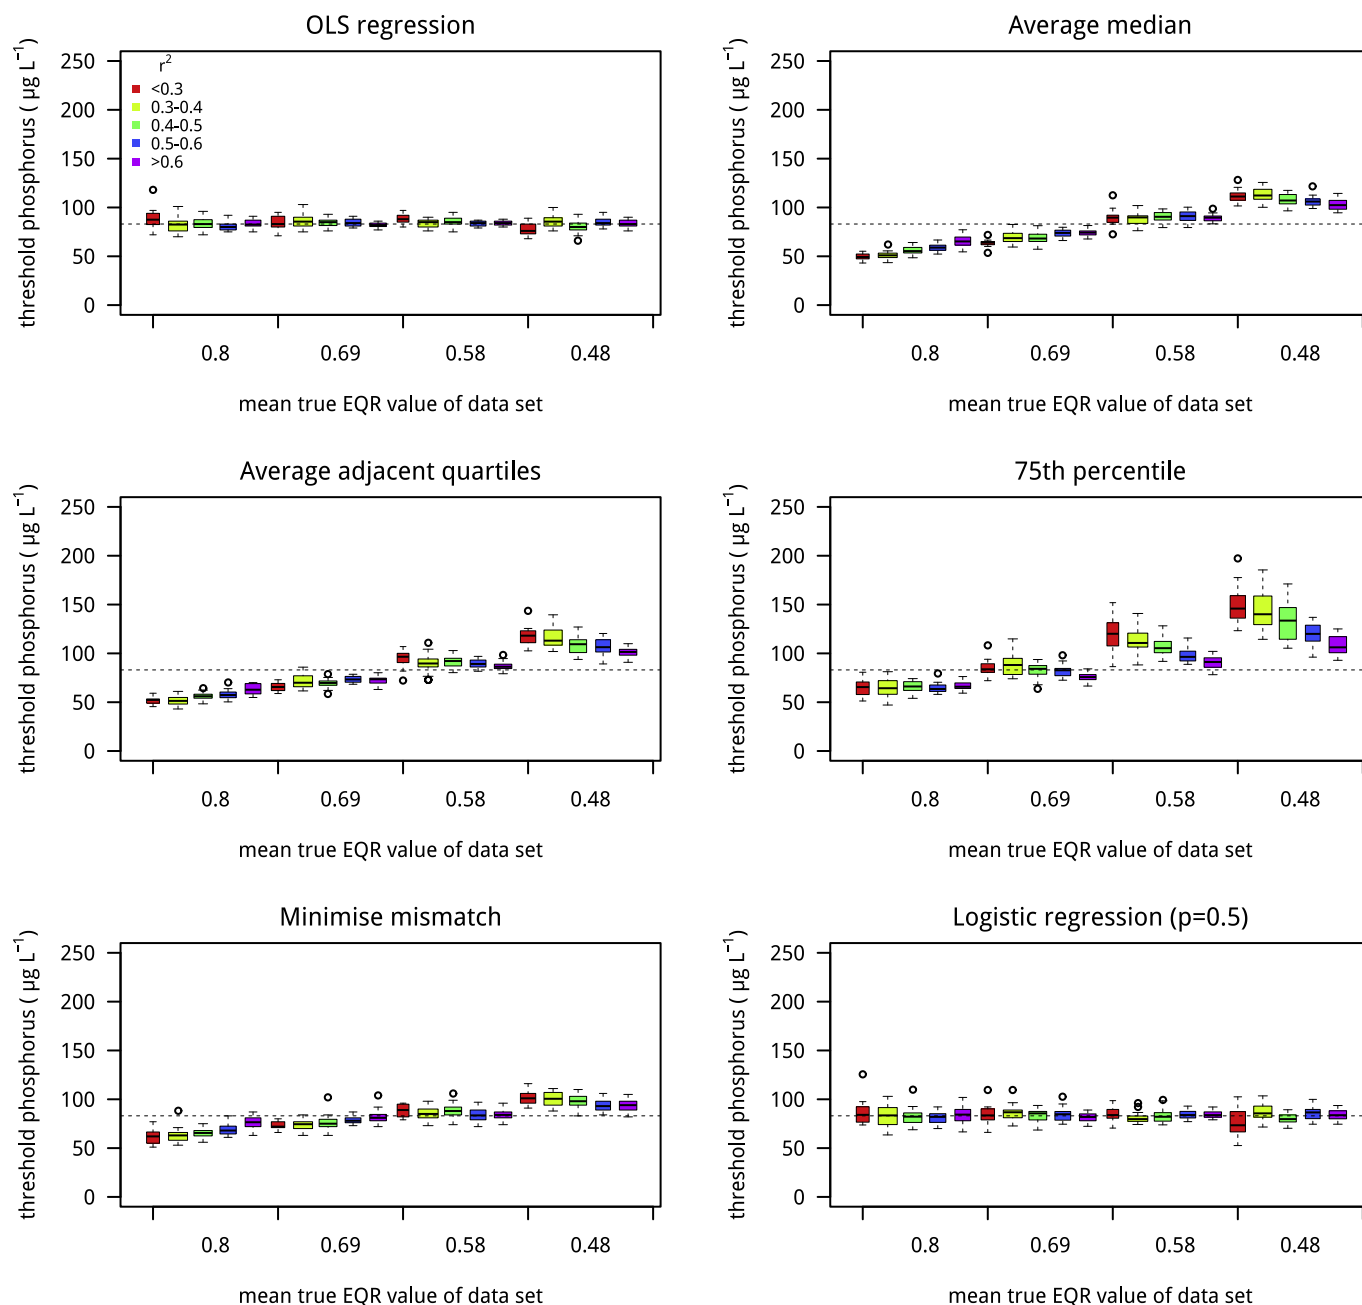 OLS regression
threshold phosphorus ( µg L⁻¹)
250
200
150
100
50
0
r²
<0.3
0.3-0.4
0.4-0.5
0.5-0.6
>0.6
0.8 0.69 0.58 0.48
mean true EQR value of data set
Average median
threshold phosphorus ( µg L⁻¹)
250
200
150
100
50
0
0.8 0.69 0.58 0.48
mean true EQR value of data set
Average adjacent quartiles
threshold phosphorus ( µg L⁻¹)
250
200
150
100
50
0
0.8 0.69 0.58 0.48
mean true EQR value of data set
75th percentile
threshold phosphorus ( µg L⁻¹)
250
200
150
100
50
0
0.8 0.69 0.58 0.48
mean true EQR value of data set
Minimise mismatch
threshold phosphorus ( µg L⁻¹)
250
200
150
100
50
0
0.8 0.69 0.58 0.48
mean true EQR value of data set
Logistic regression (p=0.5)
threshold phosphorus ( µg L⁻¹)
250
200
150
100
50
0
0.8 0.69 0.58 0.48
mean true EQR value of data set